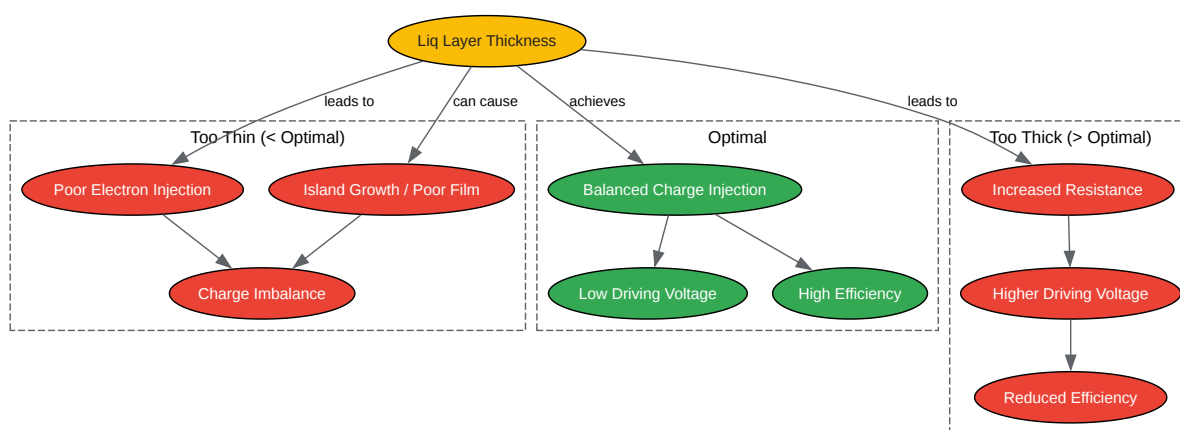 Liq Layer Thickness
leads to
can cause
achieves
leads to
Too Thin (< Optimal)
Optimal
Too Thick (> Optimal)
Poor Electron Injection
Island Growth / Poor Film
Balanced Charge Injection
Increased Resistance
Charge Imbalance
Low Driving Voltage
High Efficiency
Higher Driving Voltage
Reduced Efficiency